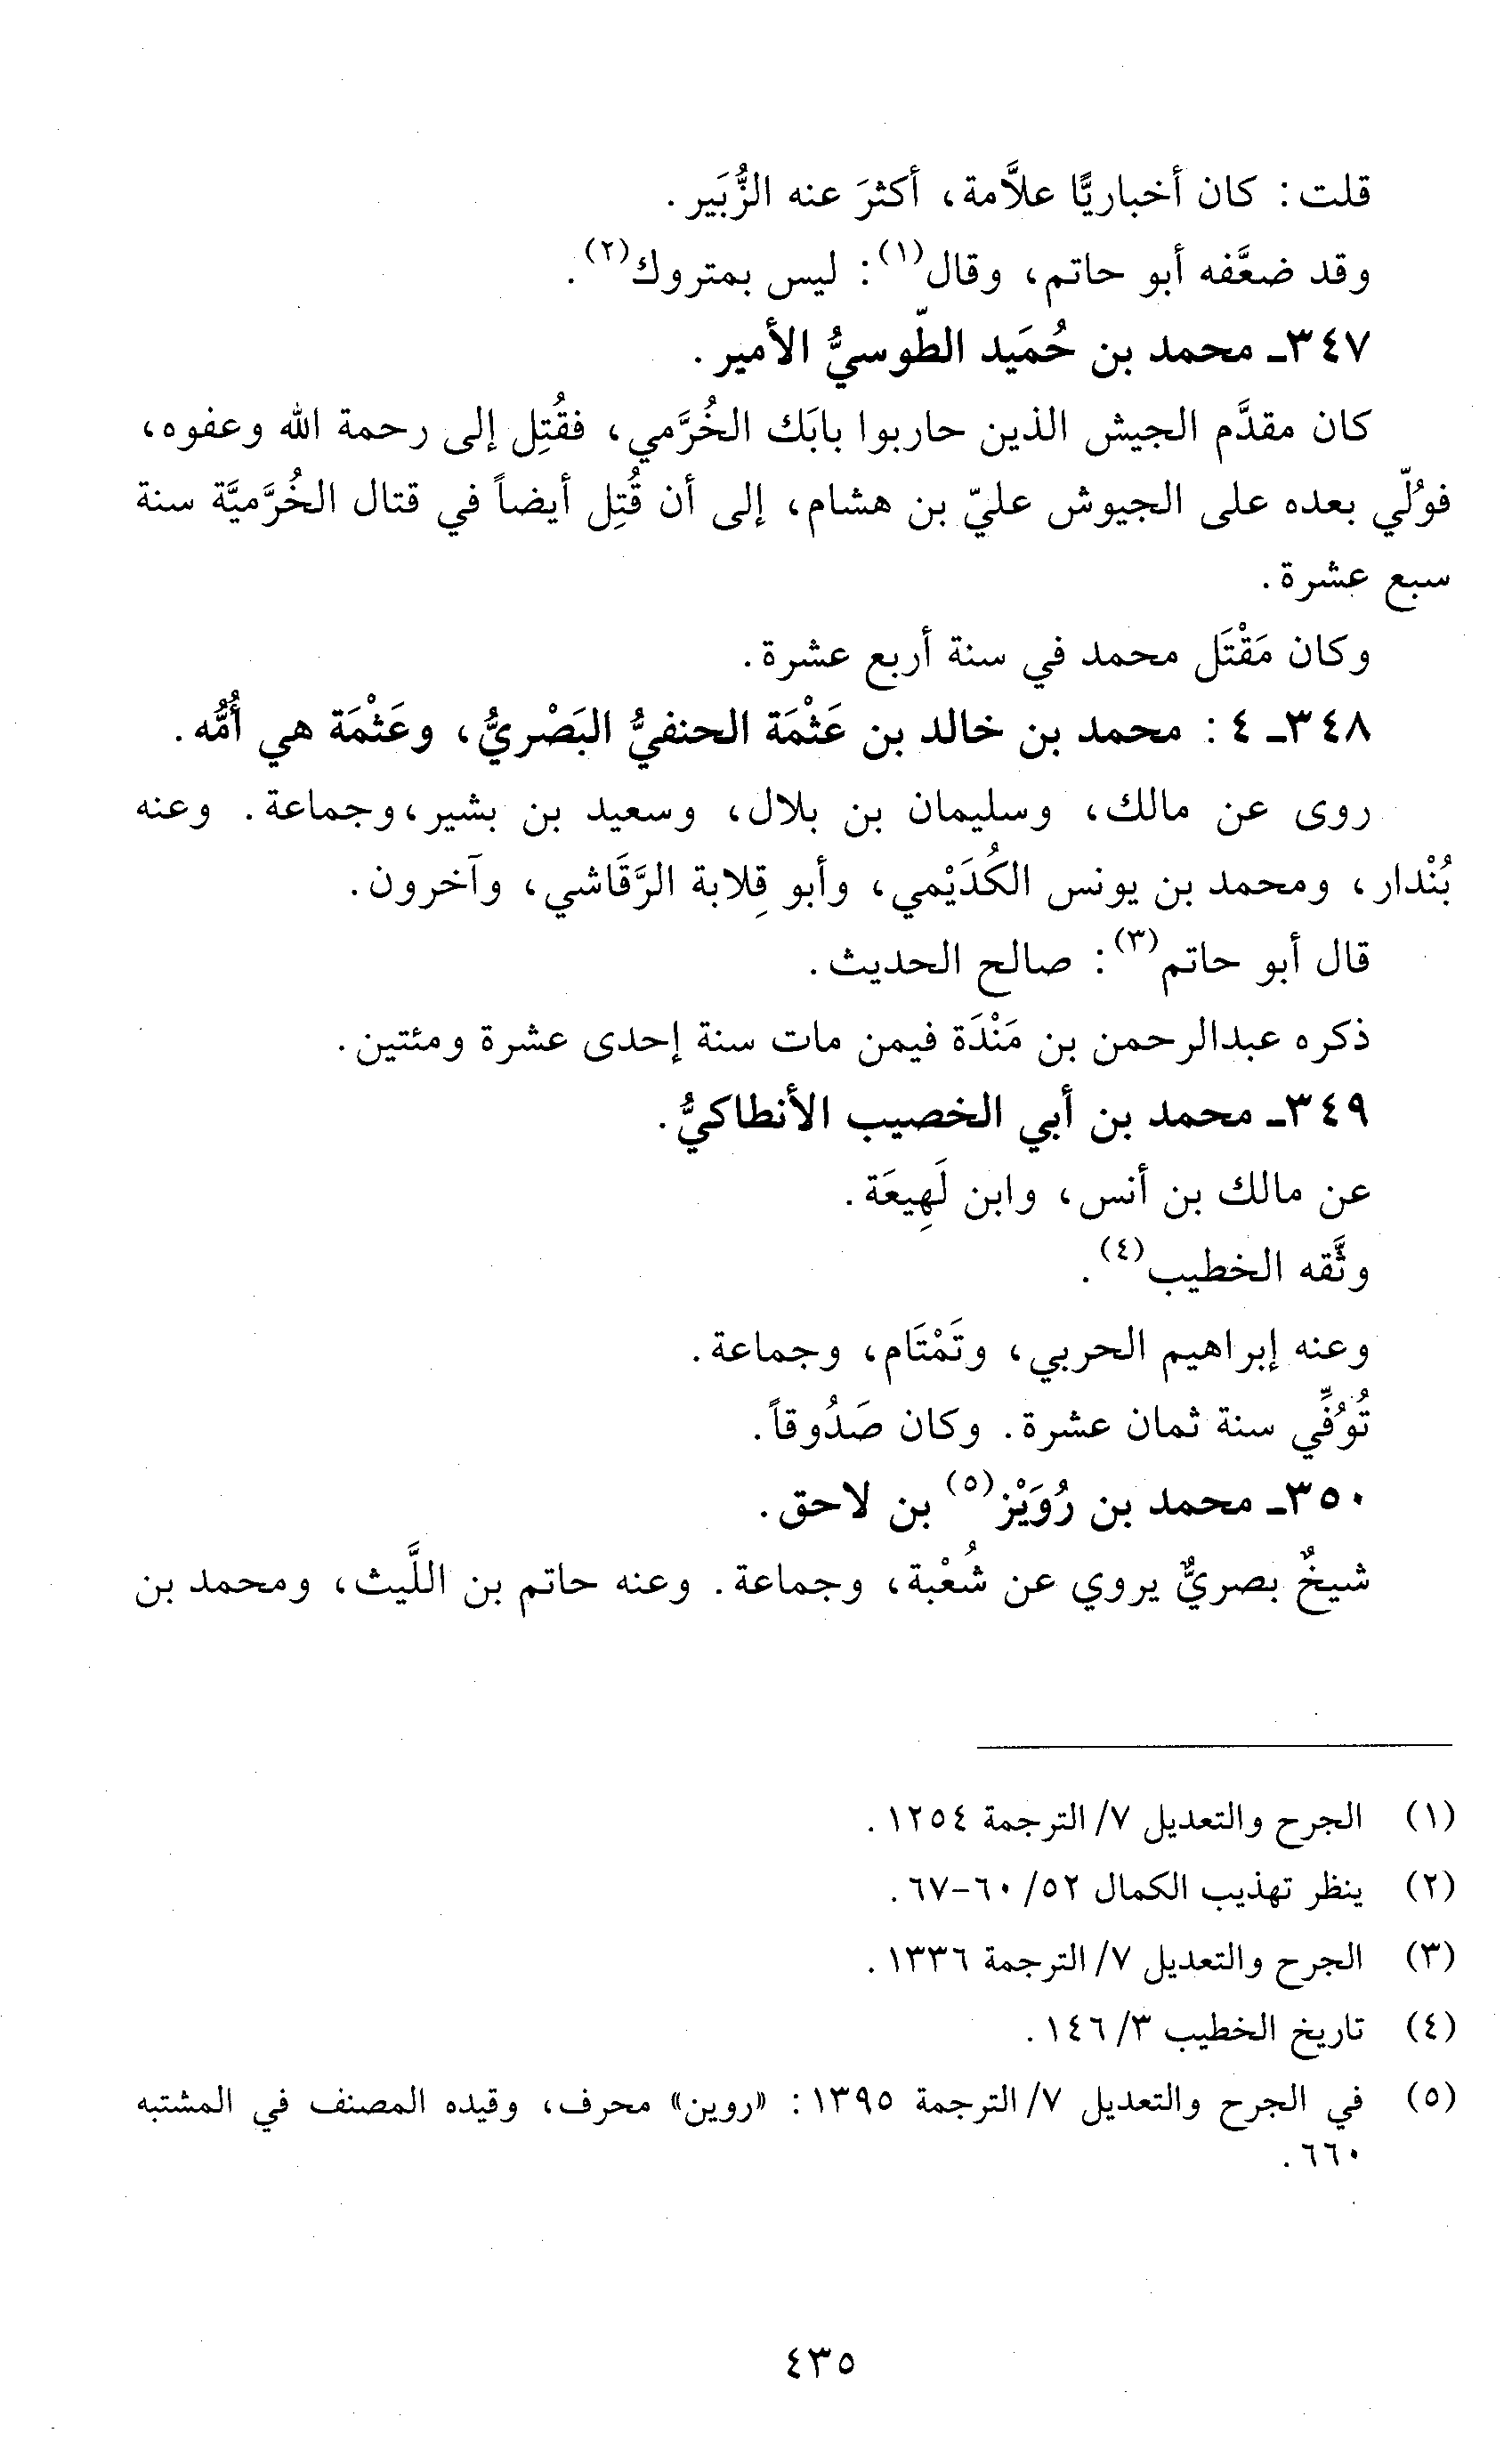 قلت: كان أخباريًّا علاَّمة، أكثرَ عنه الزُّبَير.
وقد ضعَّفه أبو حاتم، وقال(١): ليس بمتروك(٢).
٣٤٧ـ محمد بن حُمَيد الطّوسيُّ الأمير.
كان مقدَّم الجيش الذين حاربوا بابَك الخُرَّمي، فقُتِل إلى رحمة الله وعفوه،
فوُلّي بعده على الجيوش عليّ بن هشام، إلى أن قُتِل أيضاً في قتال الخُرَّميَّة سنة
سبع عشرة.
وكان مَقْتَل محمد في سنة أربع عشرة.
٣٤٨ـ ٤: محمد بن خالد بن عَثْمَة الحنفيُّ البَصْريُّ، وعَثْمَة هي أُمُّه.
روى عن مالك، وسليمان بن بلال، وسعيد بن بشير،وجماعة. وعنه
بُنْدار، ومحمد بن يونس الكُدَيْمي، وأبو قِلابة الرَّقَاشي، وآخرون.
قال أبو حاتم(٣): صالح الحديث.
ذكره عبدالرحمن بن مَنْدَة فيمن مات سنة إحدى عشرة ومئتين.
٣٤٩ـ محمد بن أبي الخصيب الأنطاكيُّ.
عن مالك بن أنس، وابن لَهِيعَة.
وثَّقه الخطيب(٤).
وعنه إبراهيم الحربي، وتَمْتَام، وجماعة.
تُوُفِّي سنة ثمان عشرة. وكان صَدُوقاً.
٣٥٠ـ محمد بن رُوَيْز(٥) بن لاحق.
شيخٌ بصريٌّ يروي عن شُعْبة، وجماعة. وعنه حاتم بن اللَّيث، ومحمد بن
(١) الجرح والتعديل ٧/ الترجمة ١٢٥٤.
(٢) ينظر تهذيب الكمال ٥٢/ ٦٠-٦٧.
(٣) الجرح والتعديل ٧/ الترجمة ١٣٣٦.
(٤) تاريخ الخطيب ٣/ ١٤٦.
(٥) في الجرح والتعديل ٧/ الترجمة ١٣٩٥: «روين» محرف، وقيده المصنف في المشتبه
٦٦٠.
٤٣٥